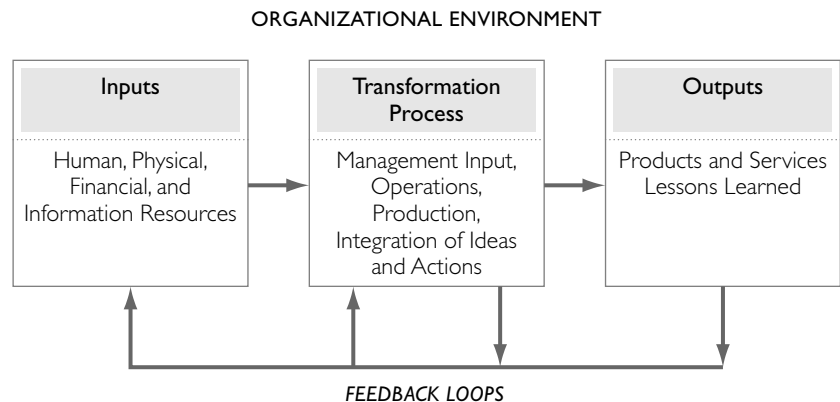 ORGANIZATIONAL ENVIRONMENT
Inputs
Human, Physical,
Financial, and
Information Resources
Transformation
Process
Management Input,
Operations,
Production,
Integration of Ideas
and Actions
Outputs
Products and Services
Lessons Learned
FEEDBACK LOOPS